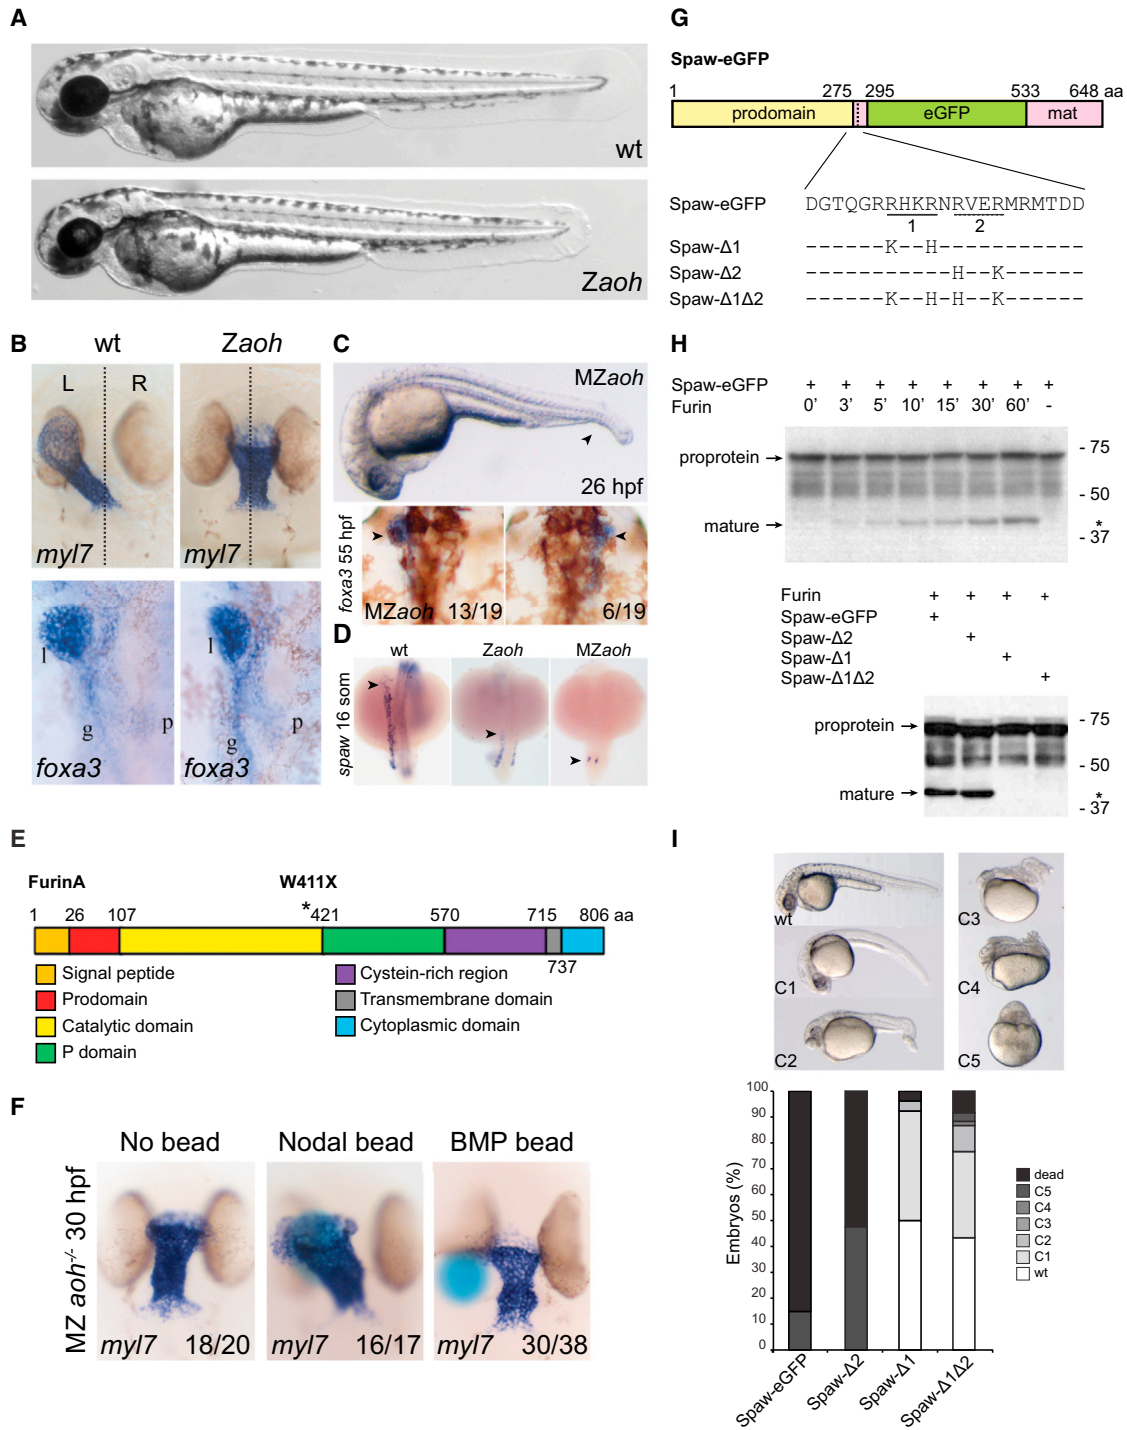 A
wt
Zaoh
B
wt Zaoh
L R
myl7 myl7
l l
g p g p
foxa3 foxa3
C
MZaoh
26 hpf
foxa3 55 hpf
MZaoh 13/19 6/19
D
wt Zaoh MZaoh
spaw 16 som
E
FurinA W411X
*
1 26 107 421 570 715 806 aa
737
Signal peptide
Prodomain
Catalytic domain
P domain
Cystein-rich region
Transmembrane domain
Cytoplasmic domain
F
No bead Nodal bead BMP bead
MZ aoh-/- 30 hpf
myl7 18/20 myl7 16/17 myl7 30/38
G
Spaw-eGFP
1 275 295 533 648 aa
prodomain eGFP mat
Spaw-eGFP DGTQGRRHKRNRVERMRMTDD
1 2
Spaw-Δ1 ------K--H-----------
Spaw-Δ2 -----------H--K------
Spaw-Δ1Δ2 ------K--H-H--K------
H
Spaw-eGFP + + + + + + + +
Furin 0' 3' 5' 10' 15' 30' 60' -
proprotein - 75
- 50
mature *
- 37
Furin + + + +
Spaw-eGFP +
Spaw-Δ2 +
Spaw-Δ1 +
Spaw-Δ1Δ2 +
proprotein - 75
- 50
mature *
- 37
I
wt C3
C1 C4
C2 C5
Embryos (%)
100
90
80
70
60
50
40
30
20
10
0
dead
C5
C4
C3
C2
C1
wt
Spaw-eGFP
Spaw-Δ2
Spaw-Δ1
Spaw-Δ1Δ2